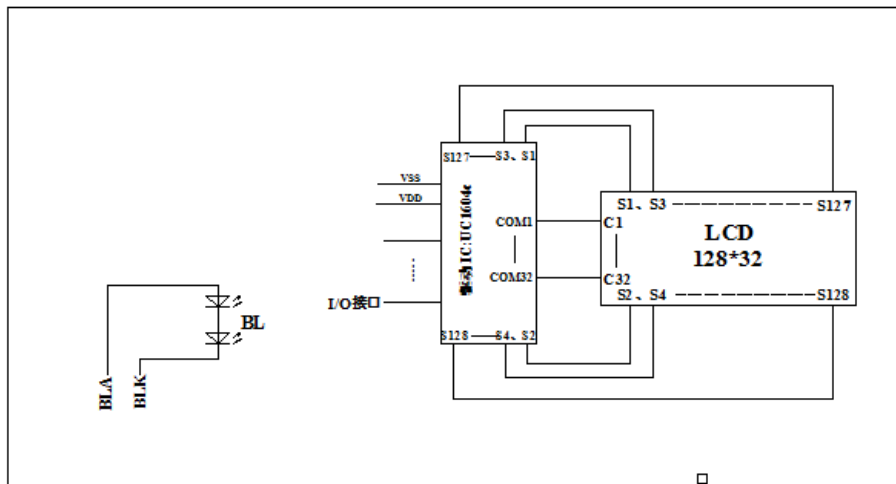 S127 S3、S1
VSS
VDD
驱动IC:UC1604c
COM1
COM32
I/O接口
S128 S4、S2
S1、S3 S127
C1
LCD
128*32
C32
S2、S4 S128
BL
BLA
BLK